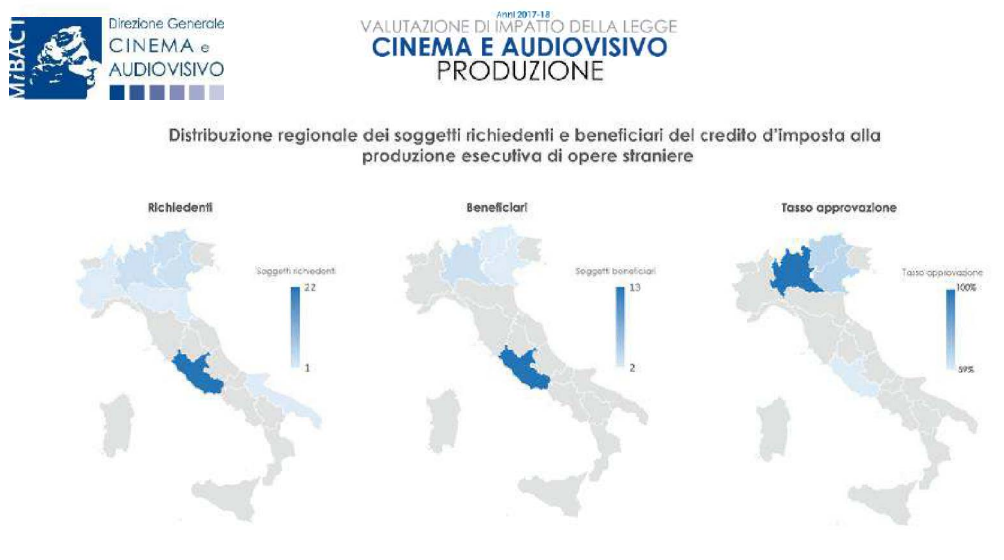 MiBACT
Direzione Generale
CINEMA e
AUDIOVISIVO
Anni 2017-18
VALUTAZIONE DI IMPATTO DELLA LEGGE
CINEMA E AUDIOVISIVO
PRODUZIONE
Distribuzione regionale dei soggetti richiedenti e beneficiari del credito d'imposta alla
produzione esecutiva di opere straniere
Richiedenti
Soggetti richiedenti
22
1
Beneficiari
Soggetti beneficiari
13
2
Tasso approvazione
Tasso approvazione
100%
59%